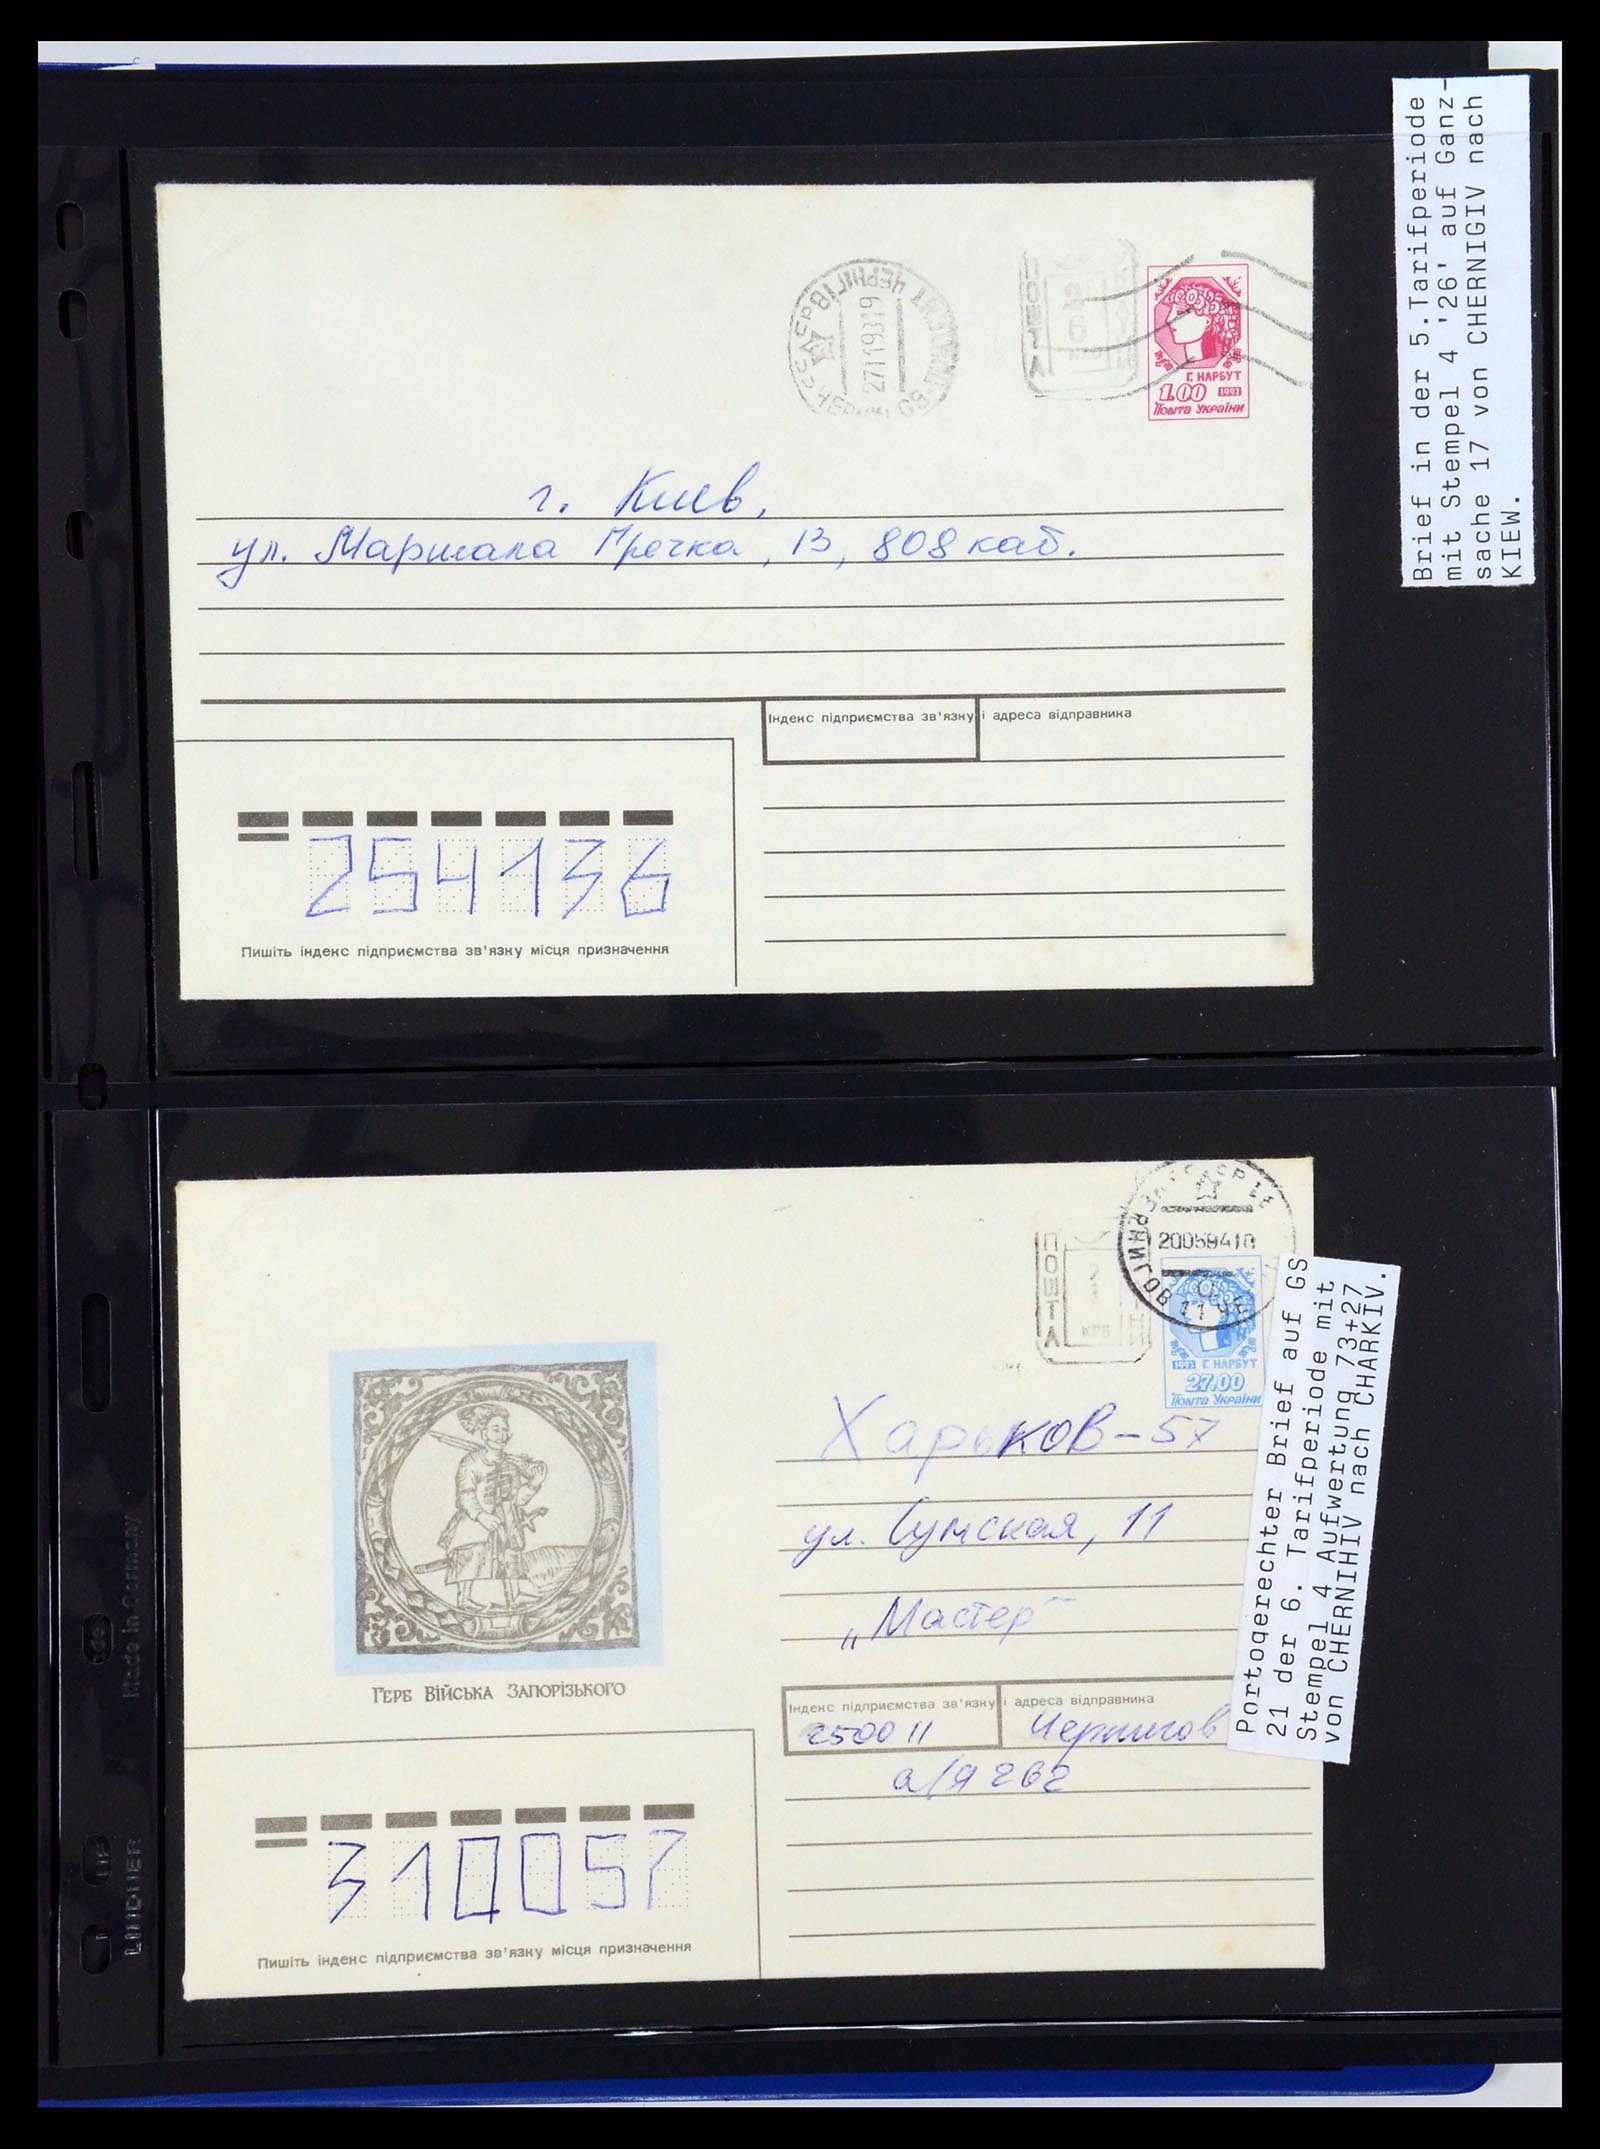 Brief in der 5.Tarifperiode
mit Stempel 4 '26' auf Ganz-
sache 17 von CHERNIGIV nach
KIEW.
ЧЕРНІГІВ
27119319
ПОШТА
Г. НАРБУТ
1.00 1992
Пошта України
г. Киев,
ул. Маршала Гречка, 13, 808 каб.
Індекс підприємства зв'язку і адреса відправника
254136
Пишіть індекс підприємства зв'язку місця призначення
20059418
ПОШТА
КРБ
1992 Г. НАРБУТ
27.00
Пошта України
Portogerechter Brief auf GS
21 der 6. Tarifperiode mit
Stempel 4 Aufwertung 73+27
von CHERNIHIV nach CHARKIV.
Харьков-57
ул. Сумская, 11
„Мастер"
Герб Війська Запорізького
Індекс підприємства зв'язку і адреса відправника
250011 Чернигов
а/я 262
310057
Пишіть індекс підприємства зв'язку місця призначення
Made in Germany
LINDNER